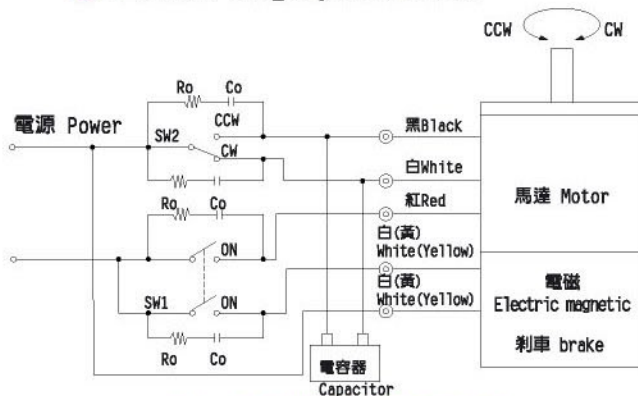 CCW CW
Ro Co
電源 Power
CCW
SW2
CW
黑Black
白White
Co
Ro Co
紅Red
馬達 Motor
ON
白(黃)
White(Yellow)
SW1
ON
白(黃)
White(Yellow)
電磁
Electric magnetic
剎車 brake
Ro Co
電容器
Capacitor